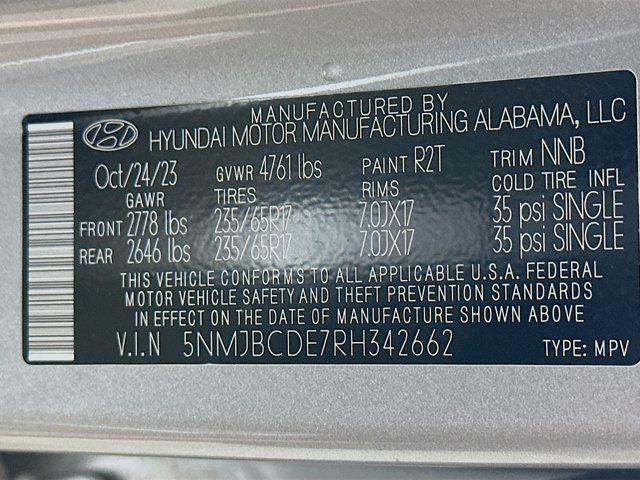 MANUFACTURED BY
HYUNDAI MOTOR MANUFACTURING ALABAMA, LLC
Oct/24/23 GVWR 4761 lbs PAINT R2T TRIM NNB
GAWR TIRES RIMS COLD TIRE INFL
FRONT 2778 lbs 235/65R17 7.0JX17 35 psi SINGLE
REAR 2646 lbs 235/65R17 7.0JX17 35 psi SINGLE
THIS VEHICLE CONFORMS TO ALL APPLICABLE U.S.A. FEDERAL
MOTOR VEHICLE SAFETY AND THEFT PREVENTION STANDARDS
IN EFFECT ON THE DATE OF MANUFACTURE SHOWN ABOVE
V.I.N 5NMJBCDE7RH342662 TYPE: MPV